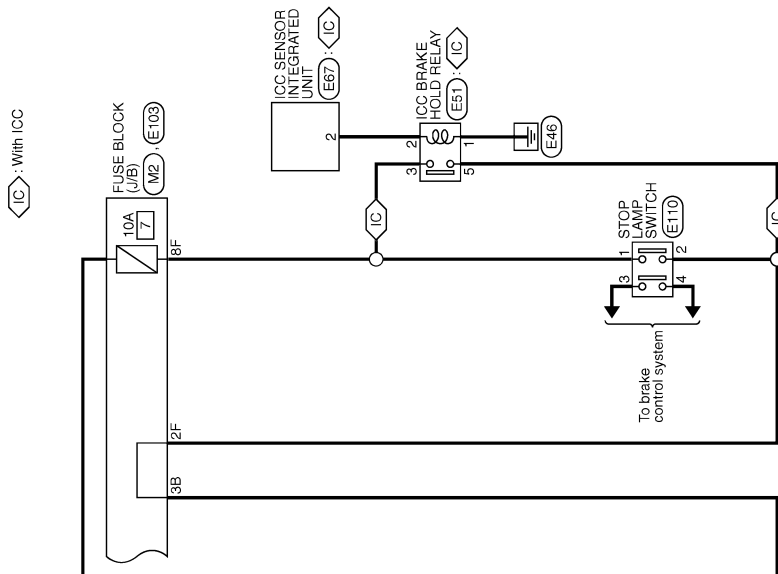 IC : With ICC
FUSE BLOCK
(J/B)
M2 , E103
10A
7
8F
2F
3B
ICC SENSOR
INTEGRATED
UNIT
E67 : IC
2
ICC BRAKE
HOLD RELAY
E51 : IC
2
1
3
5
E46
IC
STOP
LAMP
SWITCH
E110
1
2
3
4
To brake
control system
IC